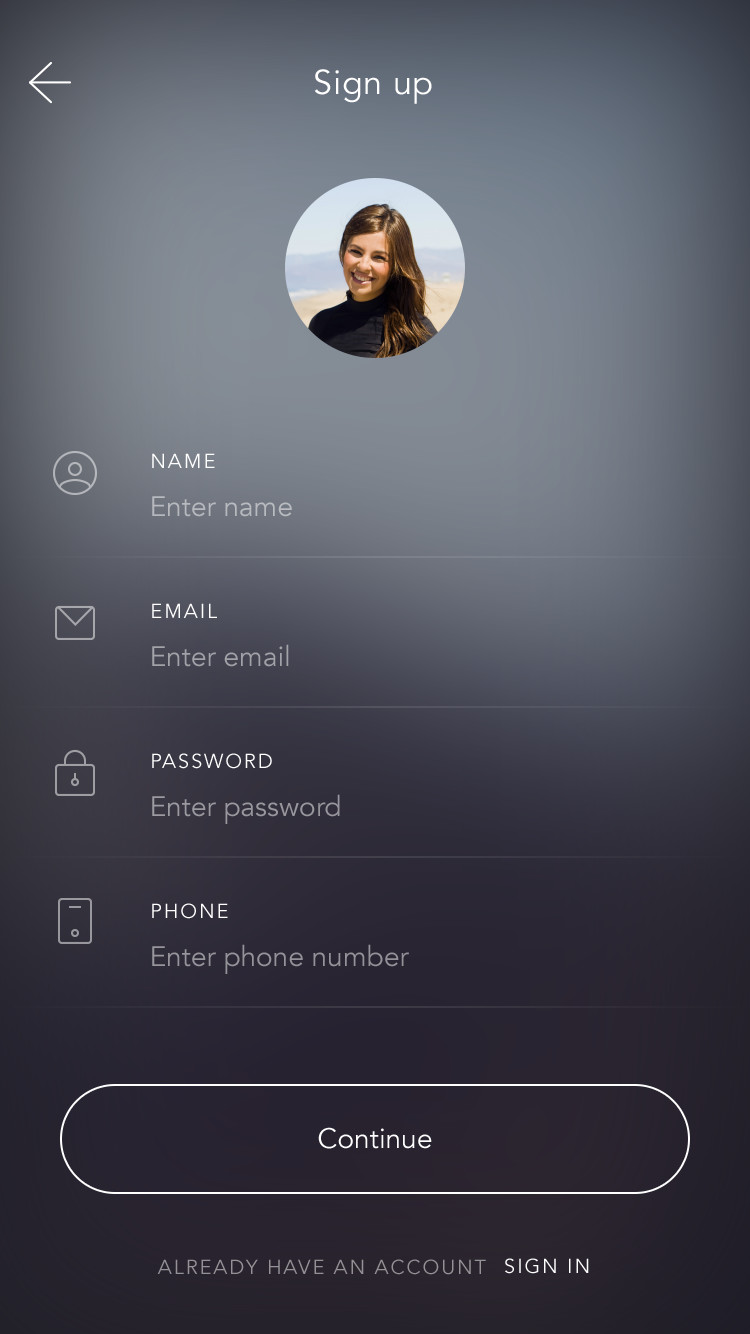 Sign up
NAME
Enter name
EMAIL
Enter email
PASSWORD
Enter password
PHONE
Enter phone number
Continue
ALREADY HAVE AN ACCOUNT SIGN IN